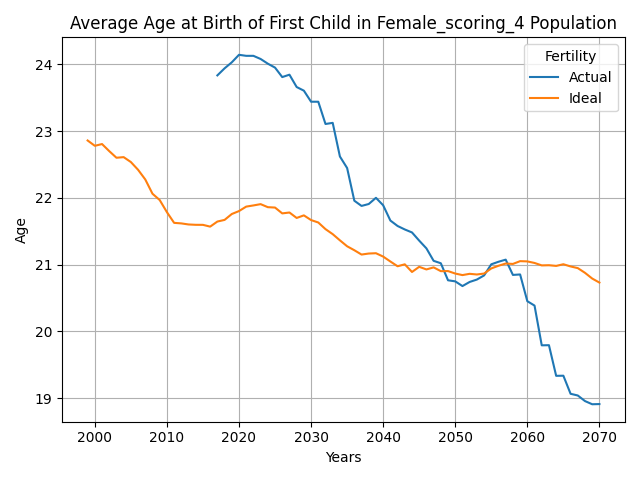 Average Age at Birth of First Child in Female_scoring_4 Population
Fertility
Actual
Ideal
Age
24
23
22
21
20
19
2000 2010 2020 2030 2040 2050 2060 2070
Years